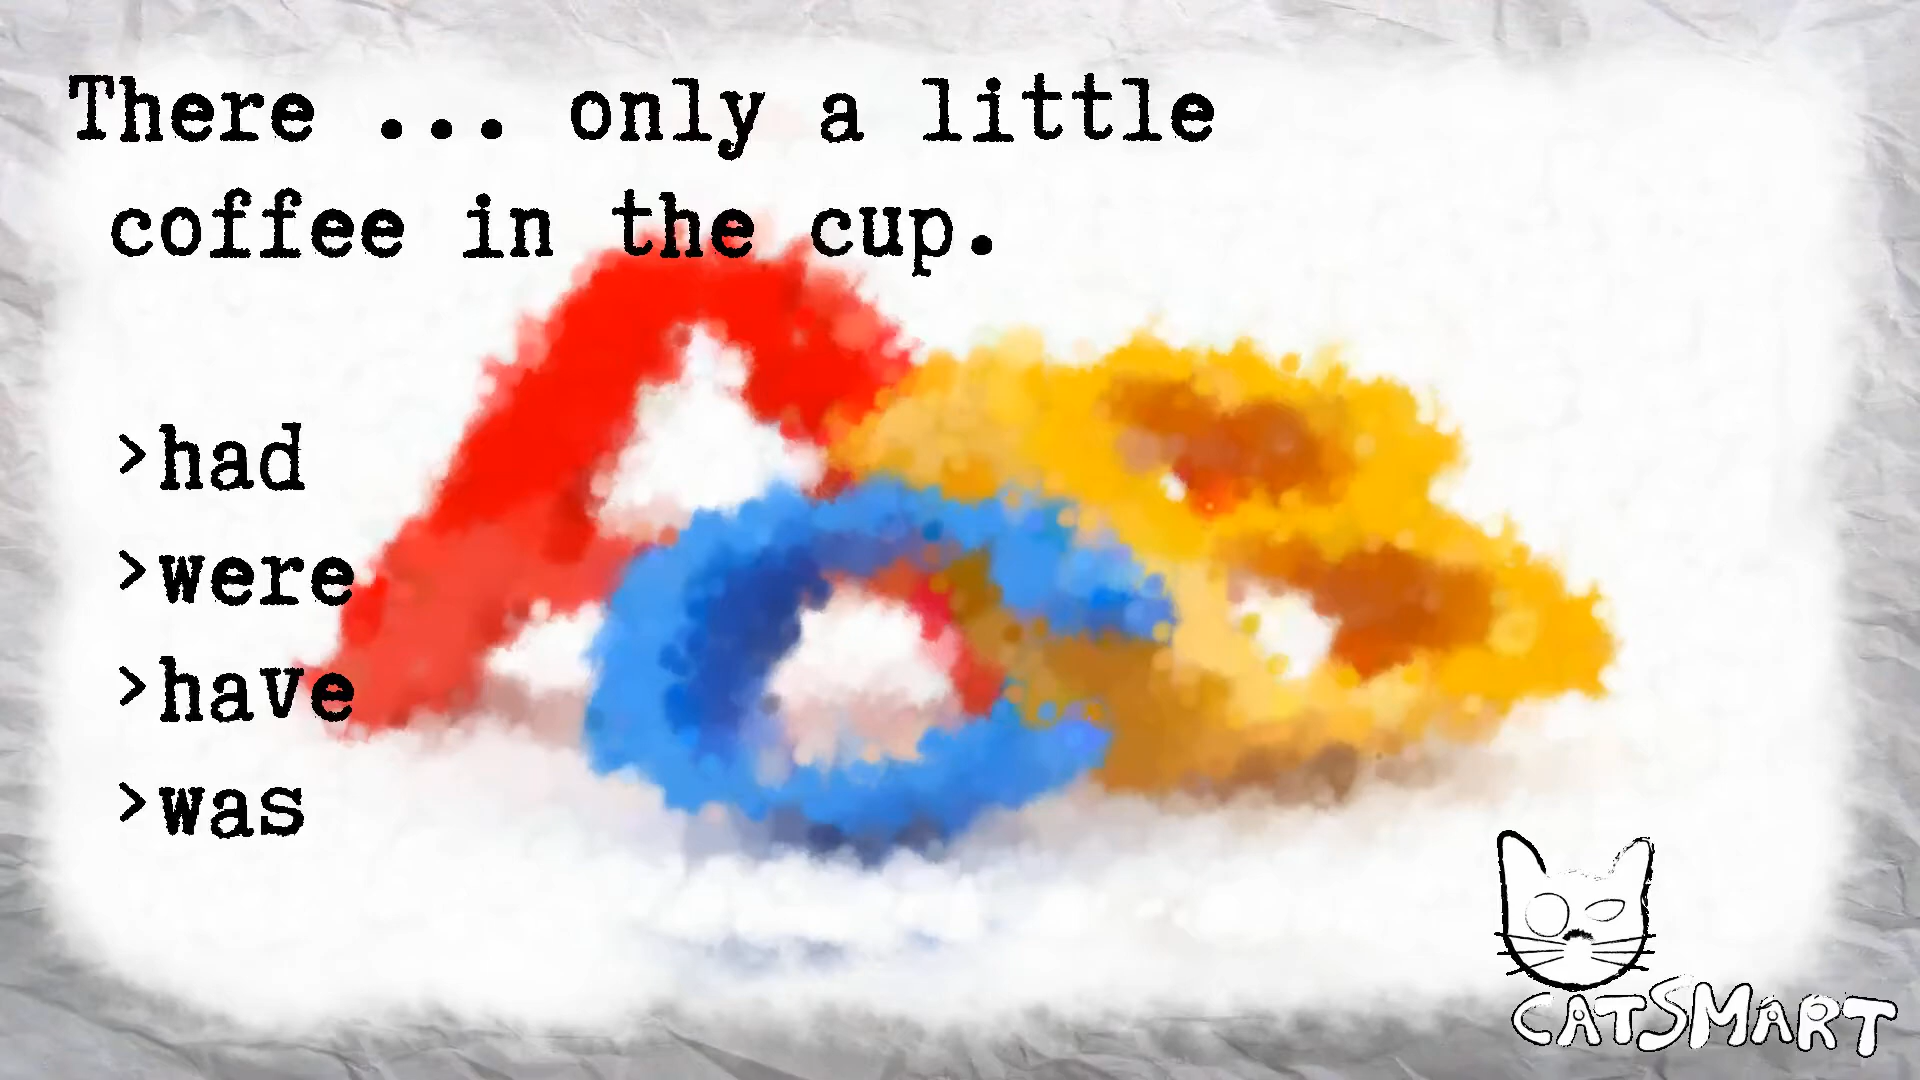 There ... only a little
coffee in the cup.
>had
>were
>have
>was
CATSMART